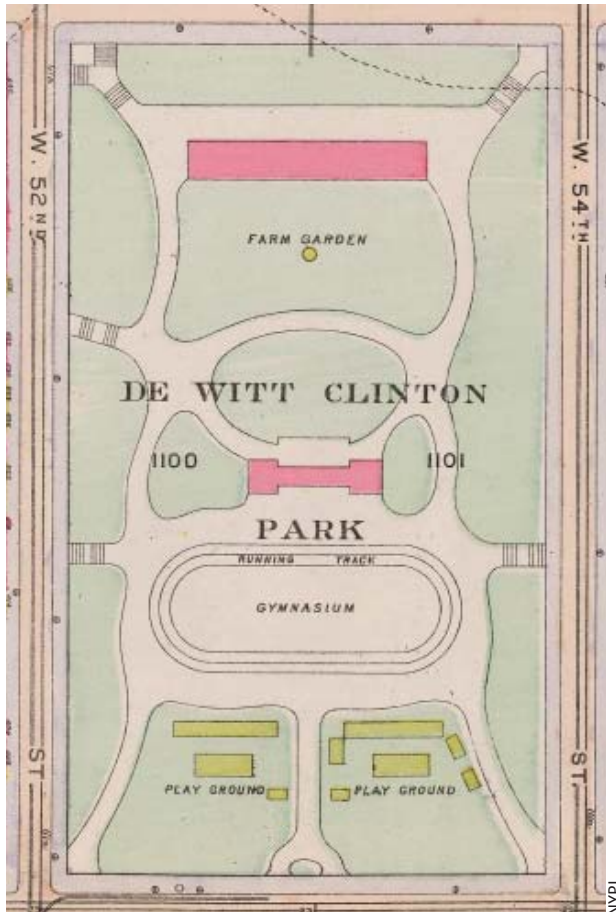 W. 52ND ST.
W. 54TH ST.
FARM GARDEN
DE WITT CLINTON
1100 1101
PARK
RUNNING TRACK
GYMNASIUM
PLAY GROUND PLAY GROUND
NYPL